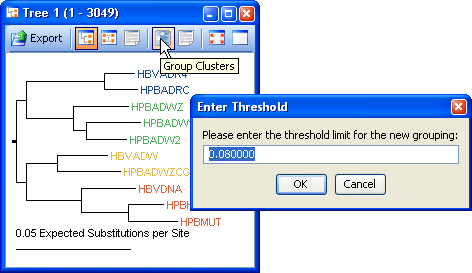 Tree 1 (1 - 3049)
Export
Group Clusters
HBVADR4
HPBADRC
HPBADWZ
HPBADW
HPBADW2
HBVADW
HPBADWZCG
HBVDNA
HPBH
HPBMUT
0.05 Expected Substitutions per Site
Enter Threshold
Please enter the threshold limit for the new grouping:
0.080000
OK
Cancel